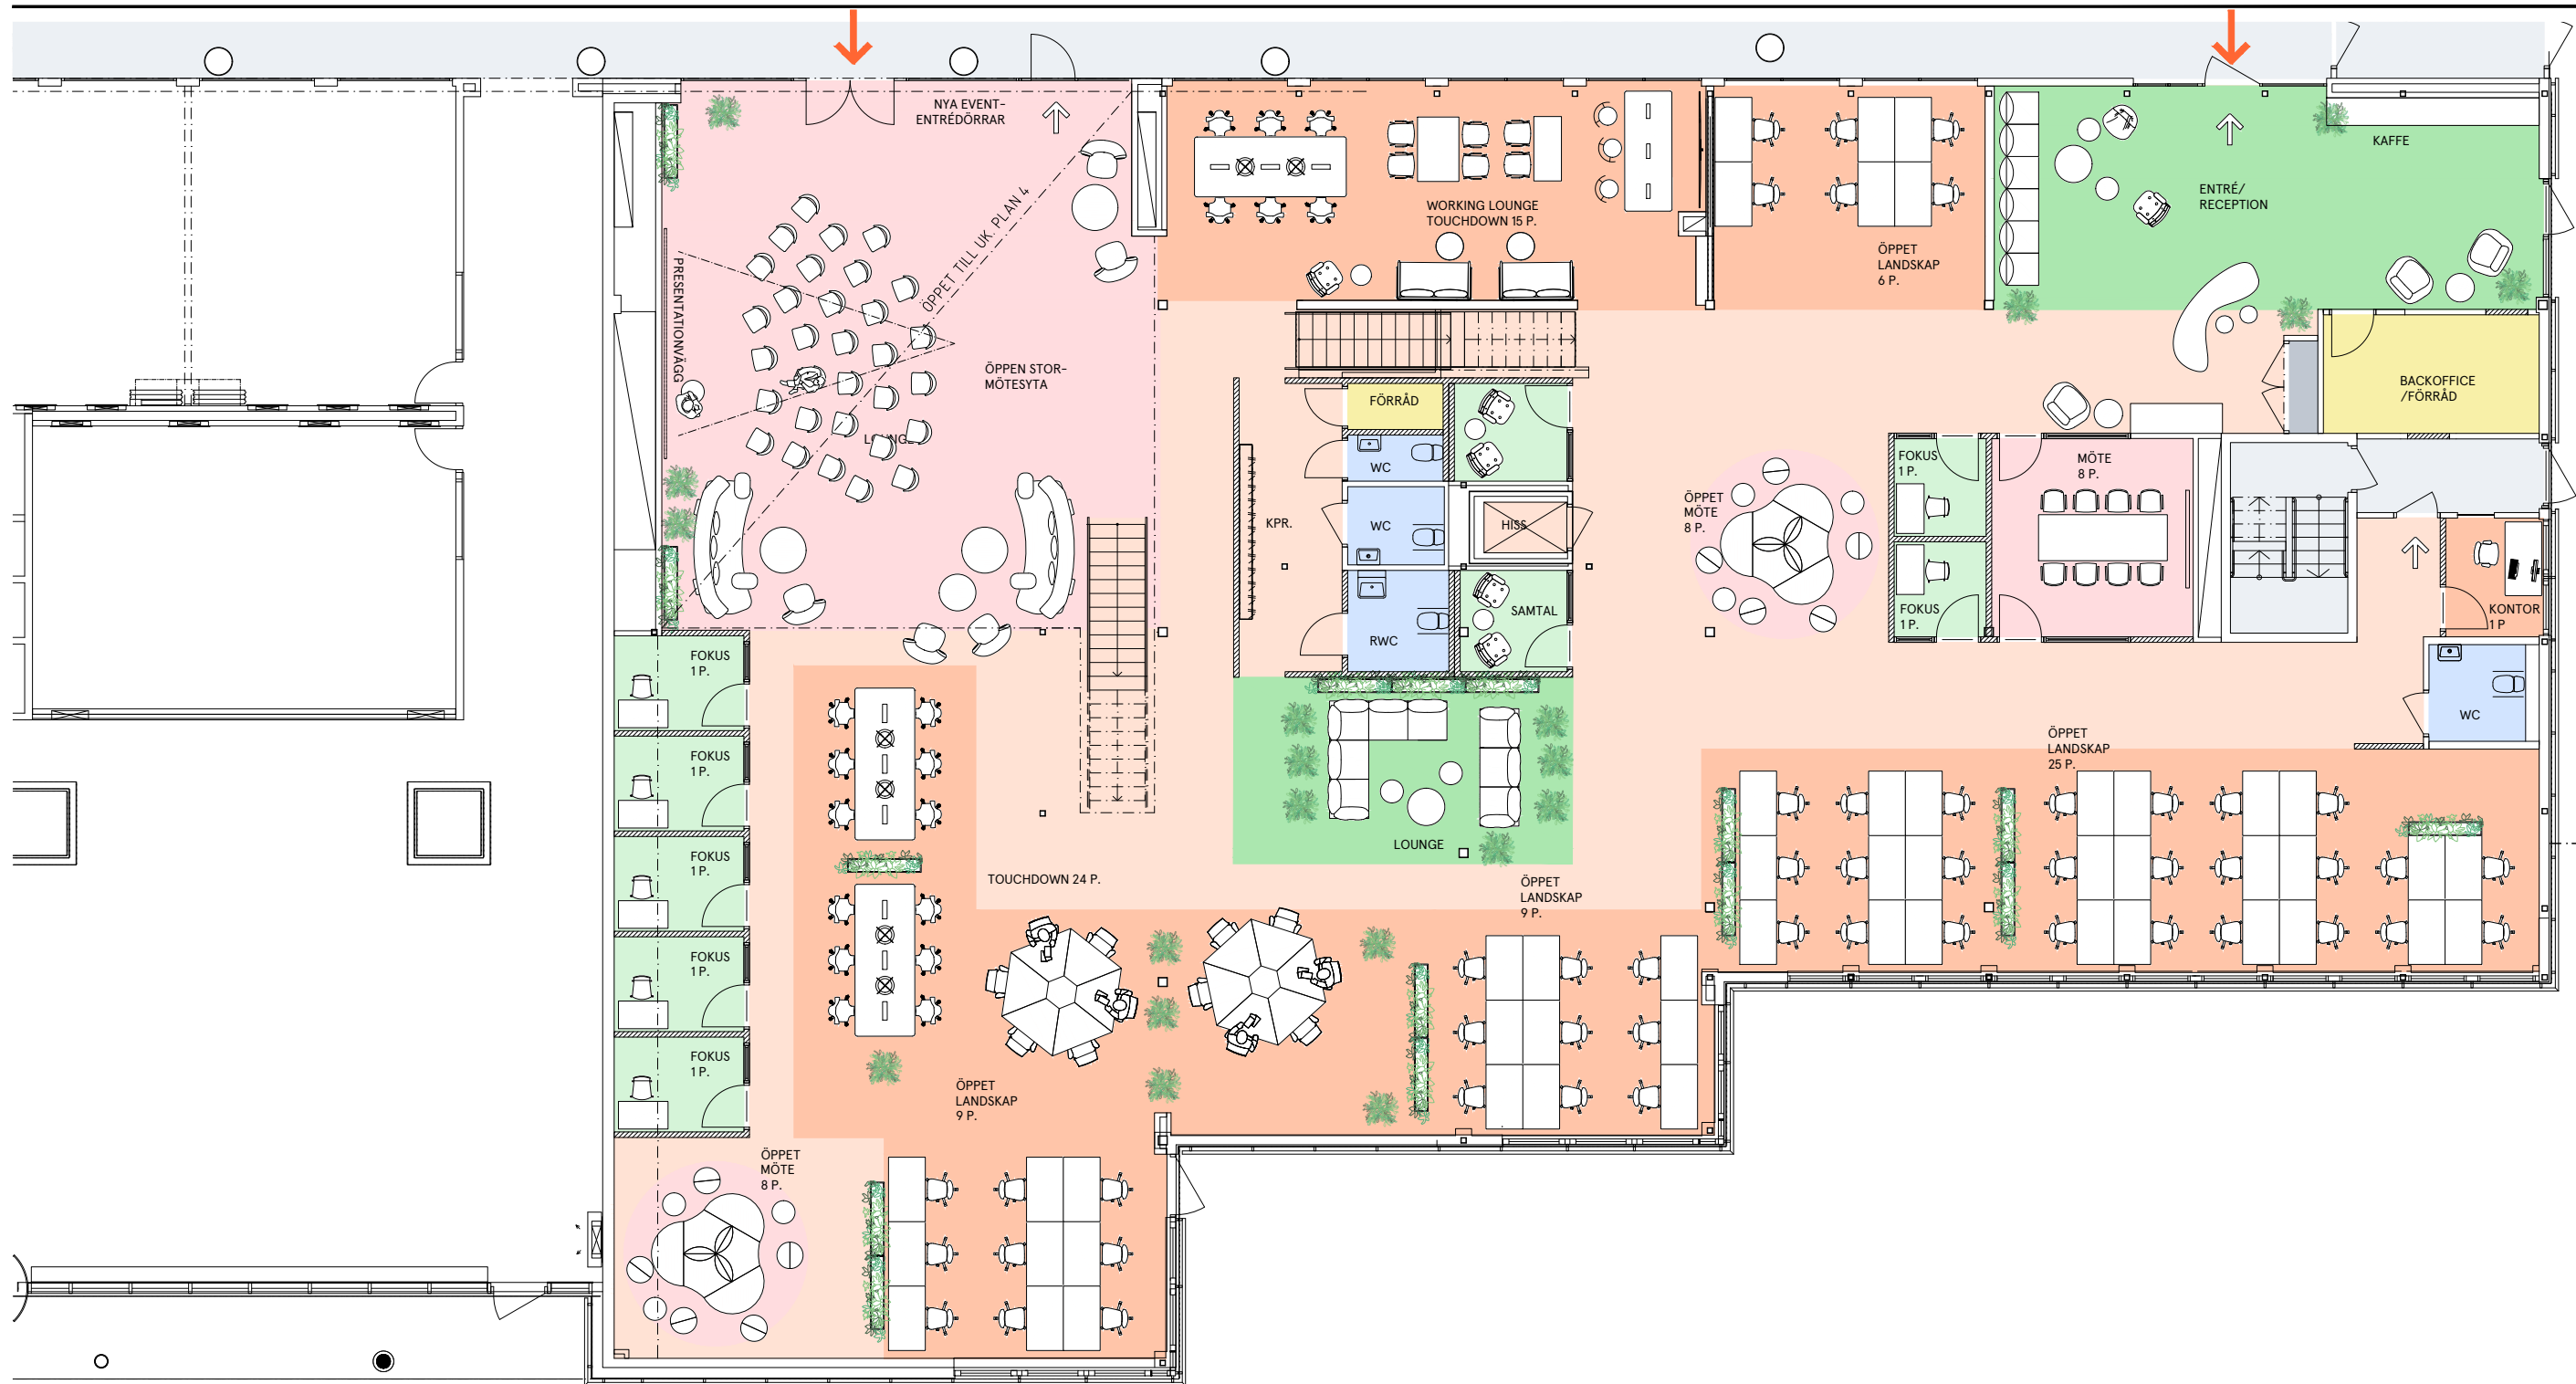 NYA EVENT-
ENTRÉDÖRRAR
ÖPPET TILL UK. PLAN 4
PRESENTATIONVÄGG
ÖPPEN STOR-
MÖTESYTA
LOUNGE
WORKING LOUNGE
TOUCHDOWN 15 P.
ÖPPET
LANDSKAP
6 P.
KAFFE
ENTRÉ/
RECEPTION
BACKOFFICE
/FÖRRÅD
FÖRRÅD
WC
KPR.
WC
HISS
RWC
SAMTAL
ÖPPET
MÖTE
8 P.
FOKUS
1 P.
FOKUS
1 P.
MÖTE
8 P.
KONTOR
1 P
WC
FOKUS
1 P.
FOKUS
1 P.
FOKUS
1 P.
FOKUS
1 P.
FOKUS
1 P.
LOUNGE
TOUCHDOWN 24 P.
ÖPPET
LANDSKAP
9 P.
ÖPPET
LANDSKAP
25 P.
ÖPPET
LANDSKAP
9 P.
ÖPPET
MÖTE
8 P.